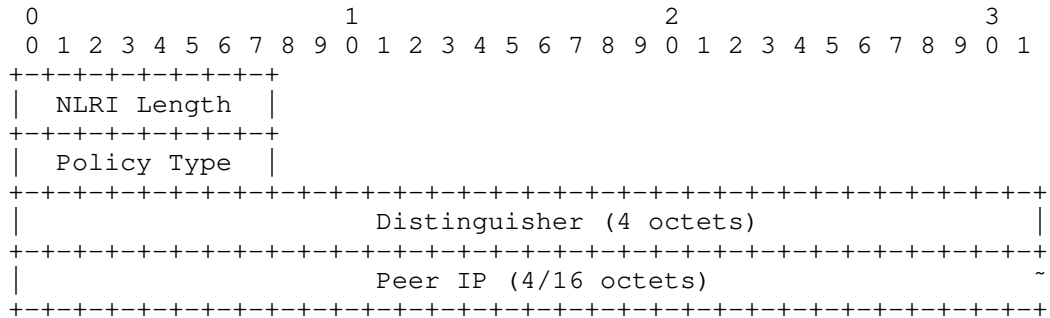 0                   1                   2                   3
 0 1 2 3 4 5 6 7 8 9 0 1 2 3 4 5 6 7 8 9 0 1 2 3 4 5 6 7 8 9 0 1
+-+-+-+-+-+-+-+-+
|  NLRI Length  |
+-+-+-+-+-+-+-+-+
|  Policy Type  |
+-+-+-+-+-+-+-+-+-+-+-+-+-+-+-+-+-+-+-+-+-+-+-+-+-+-+-+-+-+-+-+-+
|                      Distinguisher (4 octets)                 |
+-+-+-+-+-+-+-+-+-+-+-+-+-+-+-+-+-+-+-+-+-+-+-+-+-+-+-+-+-+-+-+-+
|                      Peer IP (4/16 octets)                    ~
+-+-+-+-+-+-+-+-+-+-+-+-+-+-+-+-+-+-+-+-+-+-+-+-+-+-+-+-+-+-+-+-+